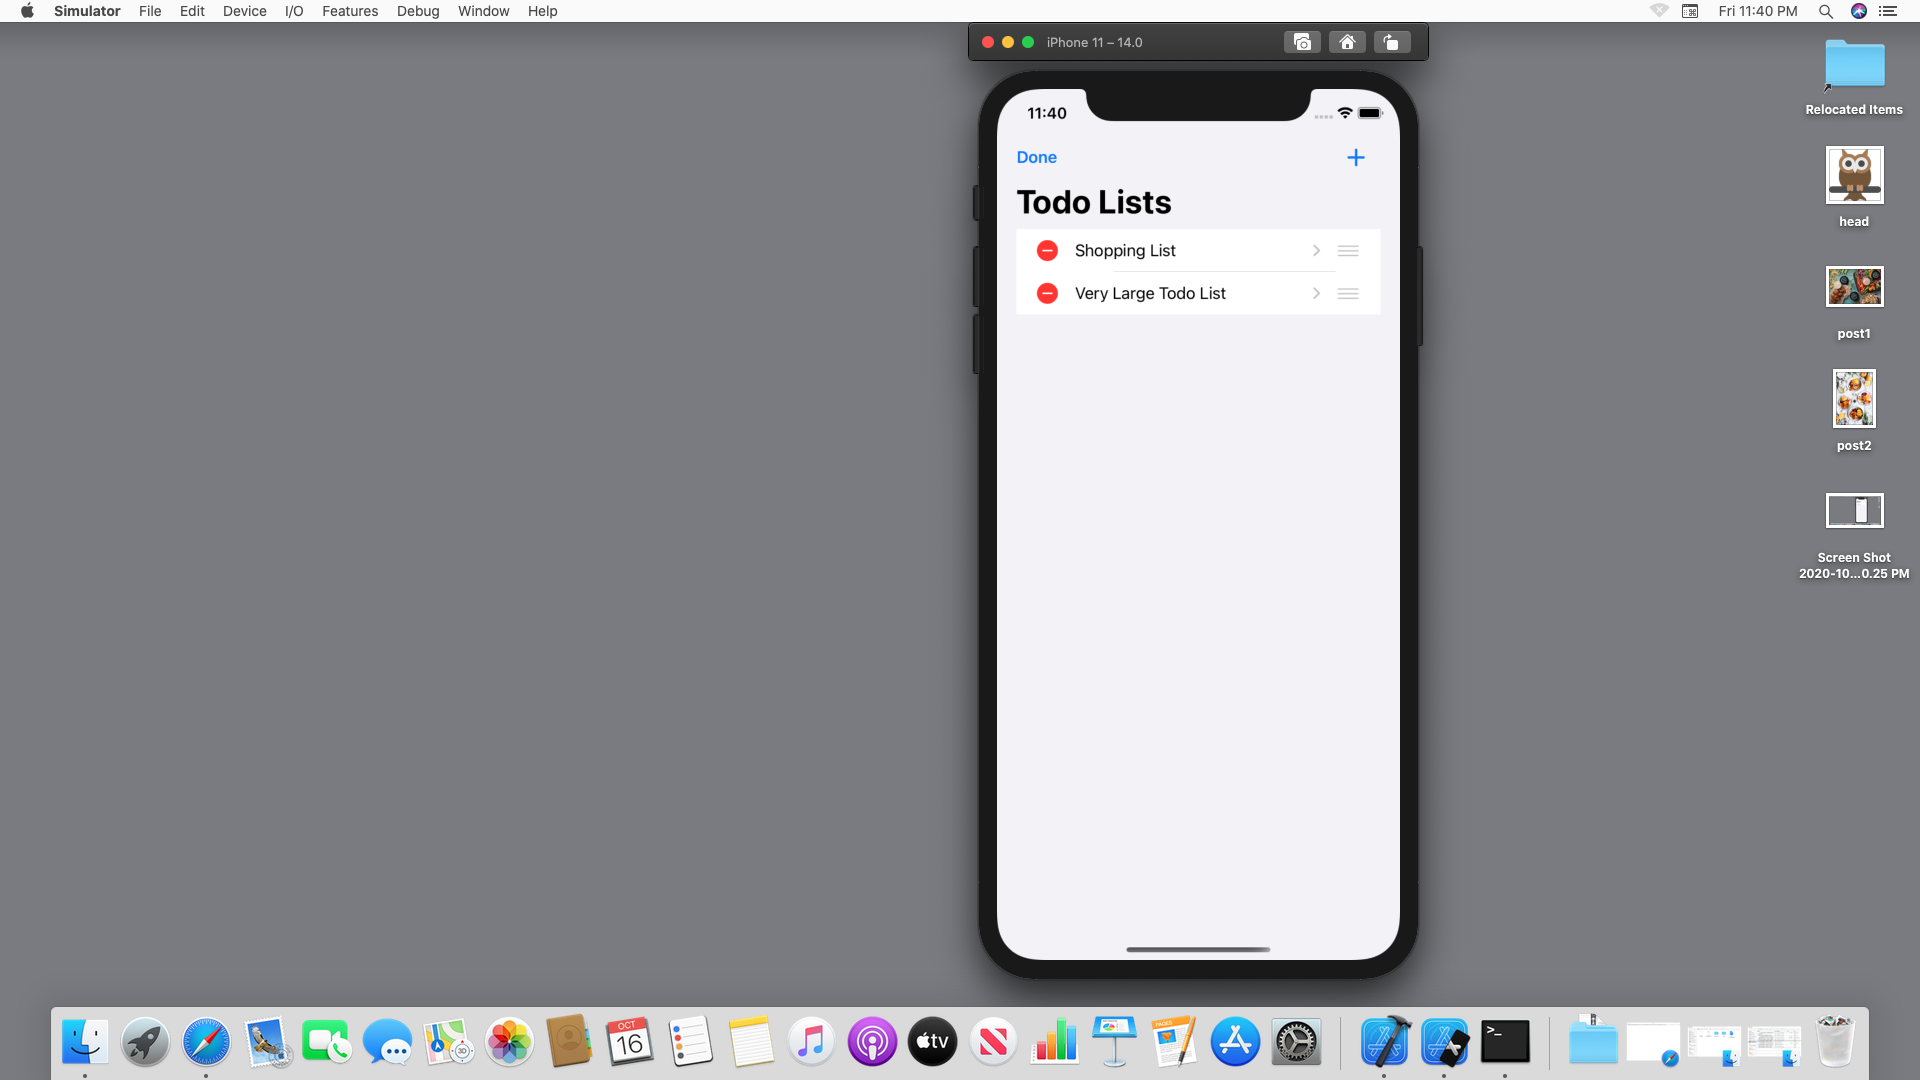 Simulator File Edit Device I/O Features Debug Window Help
Fri 11:40 PM
iPhone 11 – 14.0
11:40
Done
Todo Lists
Shopping List
Very Large Todo List
Relocated Items
head
post1
post2
Screen Shot
2020-10...0.25 PM
OCT
16
3D
tv
PAGES
>_